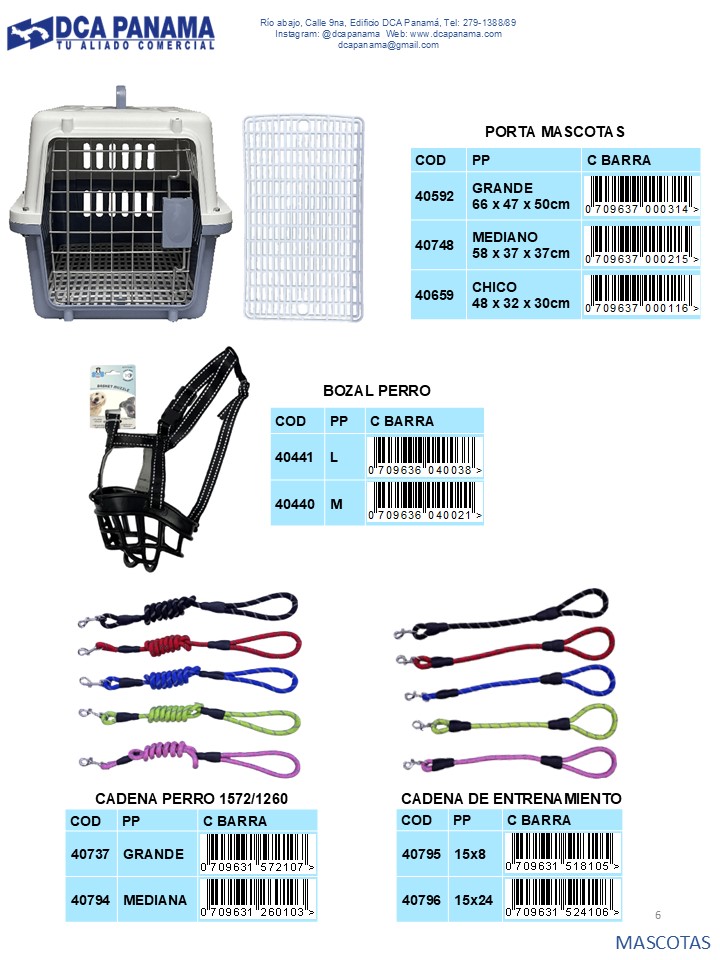 DCA PANAMA
TU ALIADO COMERCIAL
Río abajo, Calle 9na, Edificio DCA Panamá, Tel: 279-1388/89
Instagram: @dcapanama Web: www.dcapanama.com
dcapanama@gmail.com
PORTA MASCOTAS
COD PP C BARRA
40592 GRANDE
66 x 47 x 50cm
0 709637 000314 >
40748 MEDIANO
58 x 37 x 37cm
0 709637 000215 >
40659 CHICO
48 x 32 x 30cm
0 709637 000116 >
BASKET MUZZLE
BOZAL PERRO
COD PP C BARRA
40441 L
0 709636 040038 >
40440 M
0 709636 040021 >
CADENA PERRO 1572/1260
COD PP C BARRA
40737 GRANDE
0 709631 572107 >
40794 MEDIANA
0 709631 260103 >
CADENA DE ENTRENAMIENTO
COD PP C BARRA
40795 15x8
0 709631 518105 >
40796 15x24
0 709631 524106 >
6
MASCOTAS